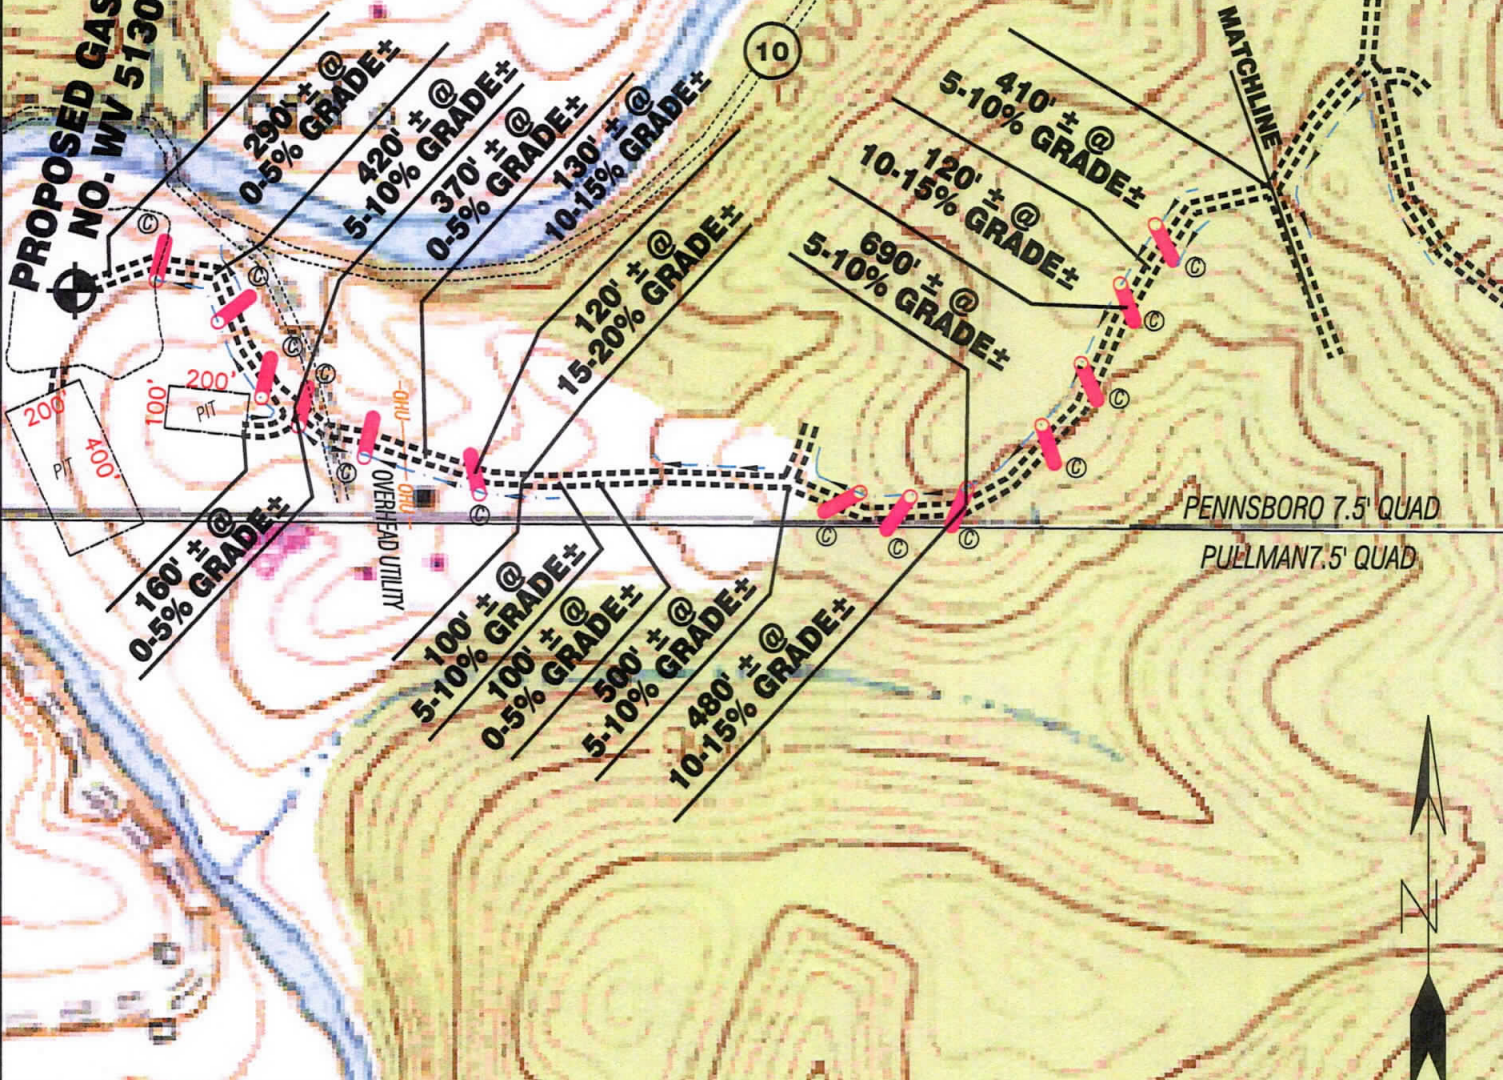 PROPOSED GAS
NO. WV 5130
290' ± @
0-5% GRADE±
420' ± @
5-10% GRADE±
370' ± @
0-5% GRADE±
130' ± @
10-15% GRADE±
10
120' ± @
15-20% GRADE±
410' ± @
5-10% GRADE±
120' ± @
10-15% GRADE±
690' ± @
5-10% GRADE±
MATCHLINE
©
©
©
©
©
©
©
©
©
©
©
©
©
©
200'
100'
PIT
200'
400'
PIT
OHU
OHU
OVERHEAD UTILITY
PENNSBORO 7.5' QUAD
PULLMAN7.5' QUAD
160' ± @
0-5% GRADE±
100' ± @
5-10% GRADE±
100' ± @
0-5% GRADE±
500' ± @
5-10% GRADE±
480' ± @
10-15% GRADE±
N